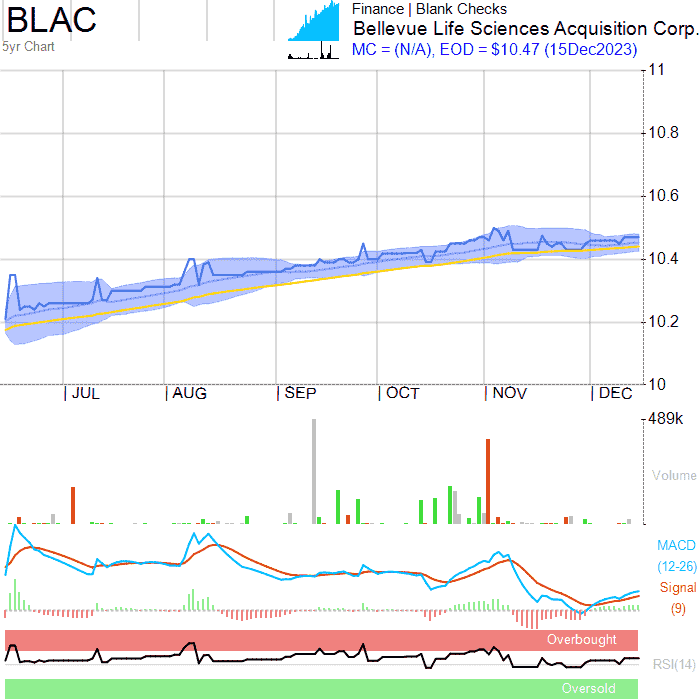 BLAC
5yr Chart
Finance | Blank Checks
Bellevue Life Sciences Acquisition Corp.
MC = (N/A), EOD = $10.47 (15Dec2023)
11
10.8
10.6
10.4
10.2
10
| JUL | AUG | SEP | OCT | NOV | DEC
489k
Volume
MACD
(12-26)
Signal
(9)
Overbought
RSI(14)
Oversold